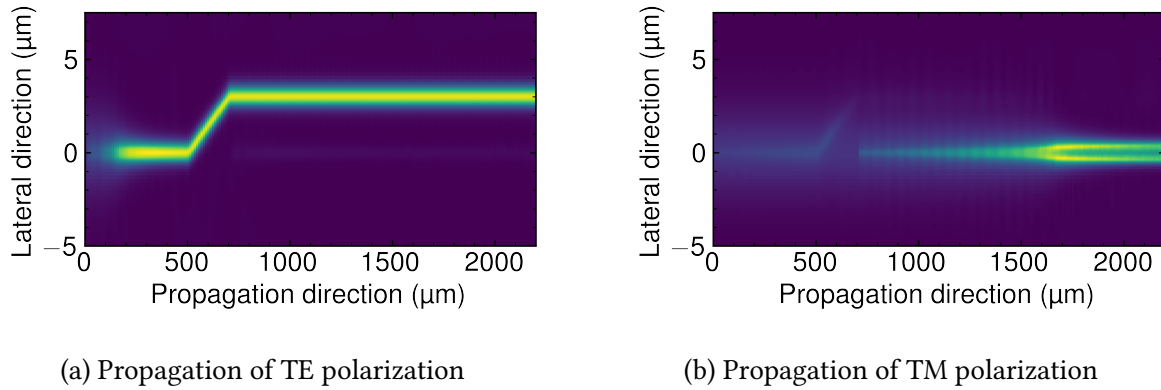 Lateral direction (µm)
5
0
−5
0 500 1000 1500 2000
Propagation direction (µm)
(a) Propagation of TE polarization
Lateral direction (µm)
5
0
−5
0 500 1000 1500 2000
Propagation direction (µm)
(b) Propagation of TM polarization